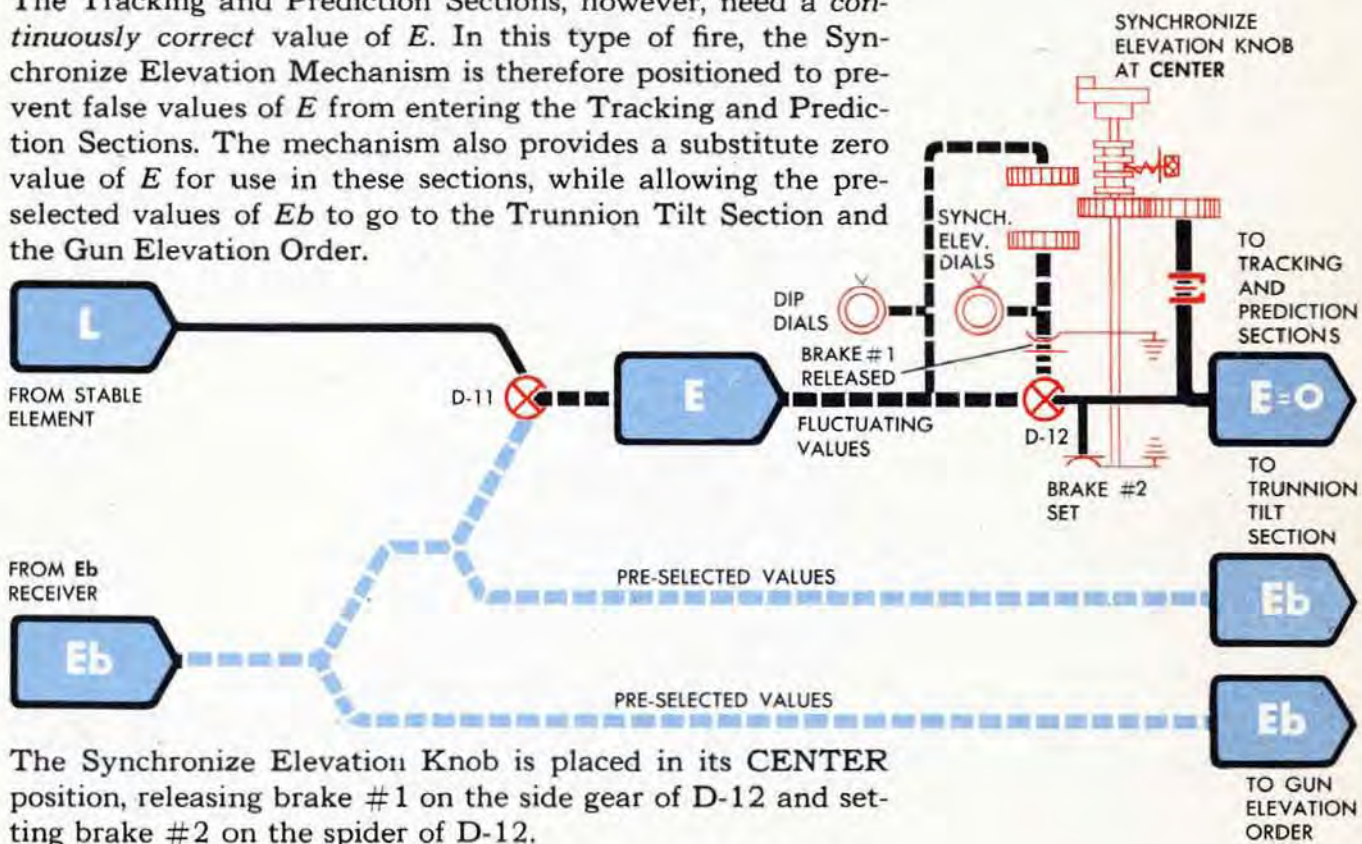 The Tracking and Prediction Sections, however, need a con-
tinuously correct value of E. In this type of fire, the Syn-
chronize Elevation Mechanism is therefore positioned to pre-
vent false values of E from entering the Tracking and Predic-
tion Sections. The mechanism also provides a substitute zero
value of E for use in these sections, while allowing the pre-
selected values of Eb to go to the Trunnion Tilt Section and
the Gun Elevation Order.
SYNCHRONIZE
ELEVATION KNOB
AT CENTER
SYNCH.
ELEV.
DIALS
DIP
DIALS
BRAKE #1
RELEASED
TO
TRACKING
AND
PREDICTION
SECTIONS
L
FROM STABLE
ELEMENT
D-11
E
FLUCTUATING
VALUES
D-12
E=O
BRAKE #2
SET
TO
TRUNNION
TILT
SECTION
FROM Eb
RECEIVER
Eb
PRE-SELECTED VALUES
Eb
PRE-SELECTED VALUES
Eb
TO GUN
ELEVATION
ORDER
The Synchronize Elevation Knob is placed in its CENTER
position, releasing brake #1 on the side gear of D-12 and set-
ting brake #2 on the spider of D-12.